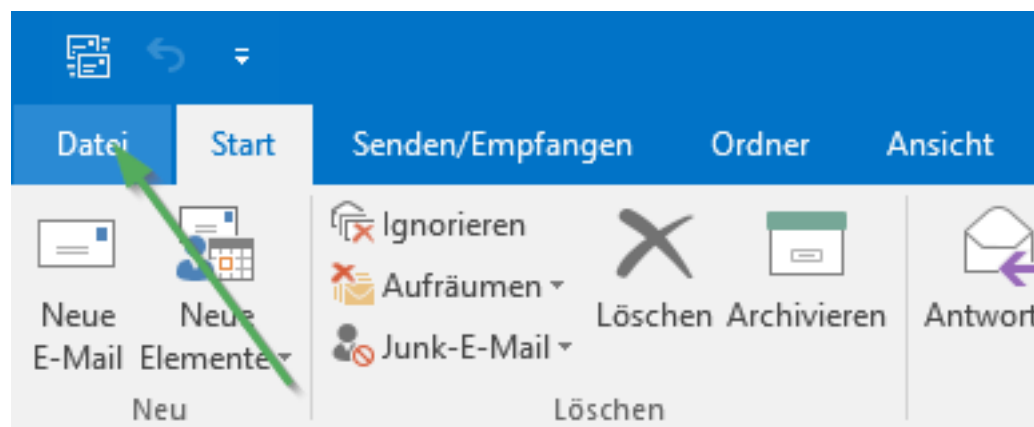 Datei Start Senden/Empfangen Ordner Ansicht
Ignorieren
Aufräumen
Junk-E-Mail
Neue
E-Mail
Neue
Elemente
Löschen Archivieren Antwort
Neu Löschen